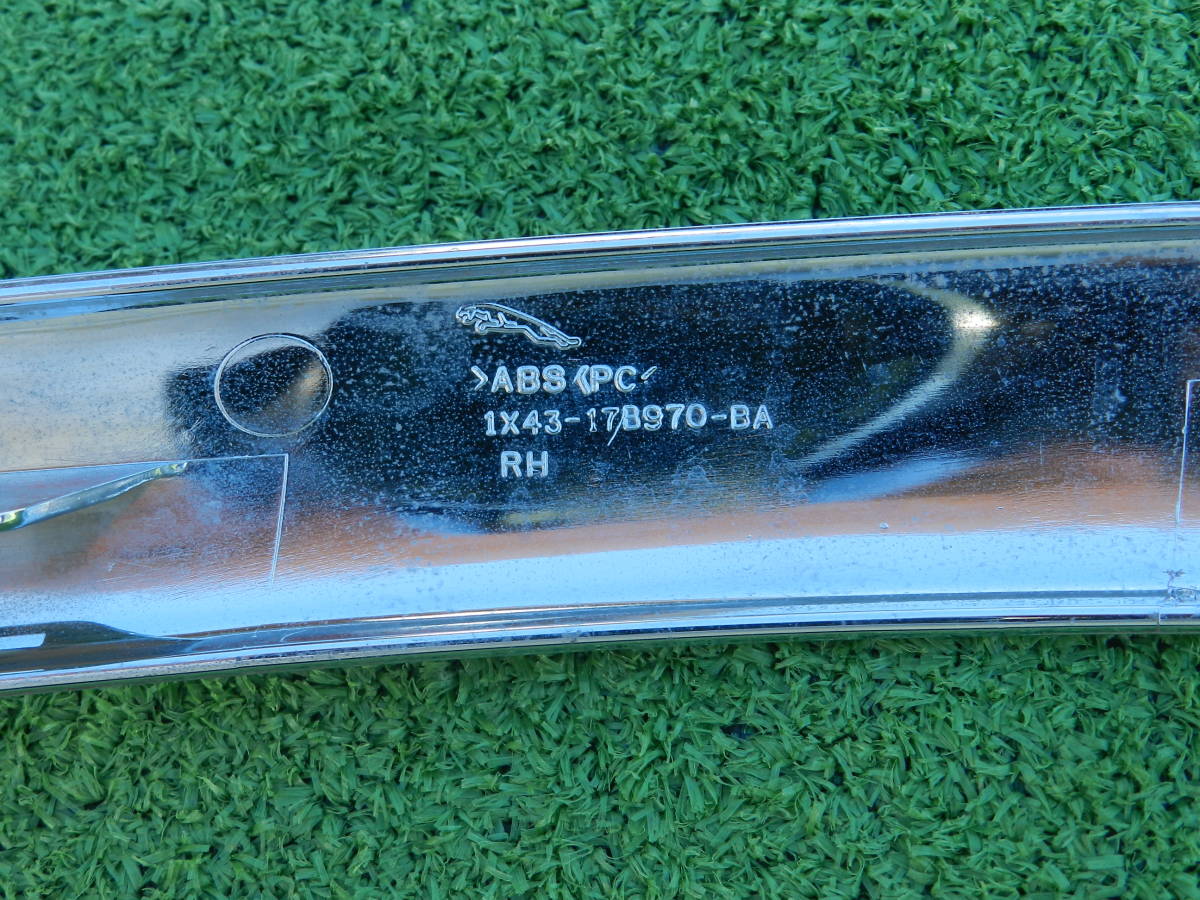 >ABS《PC<
1X43-17B970-BA
RH